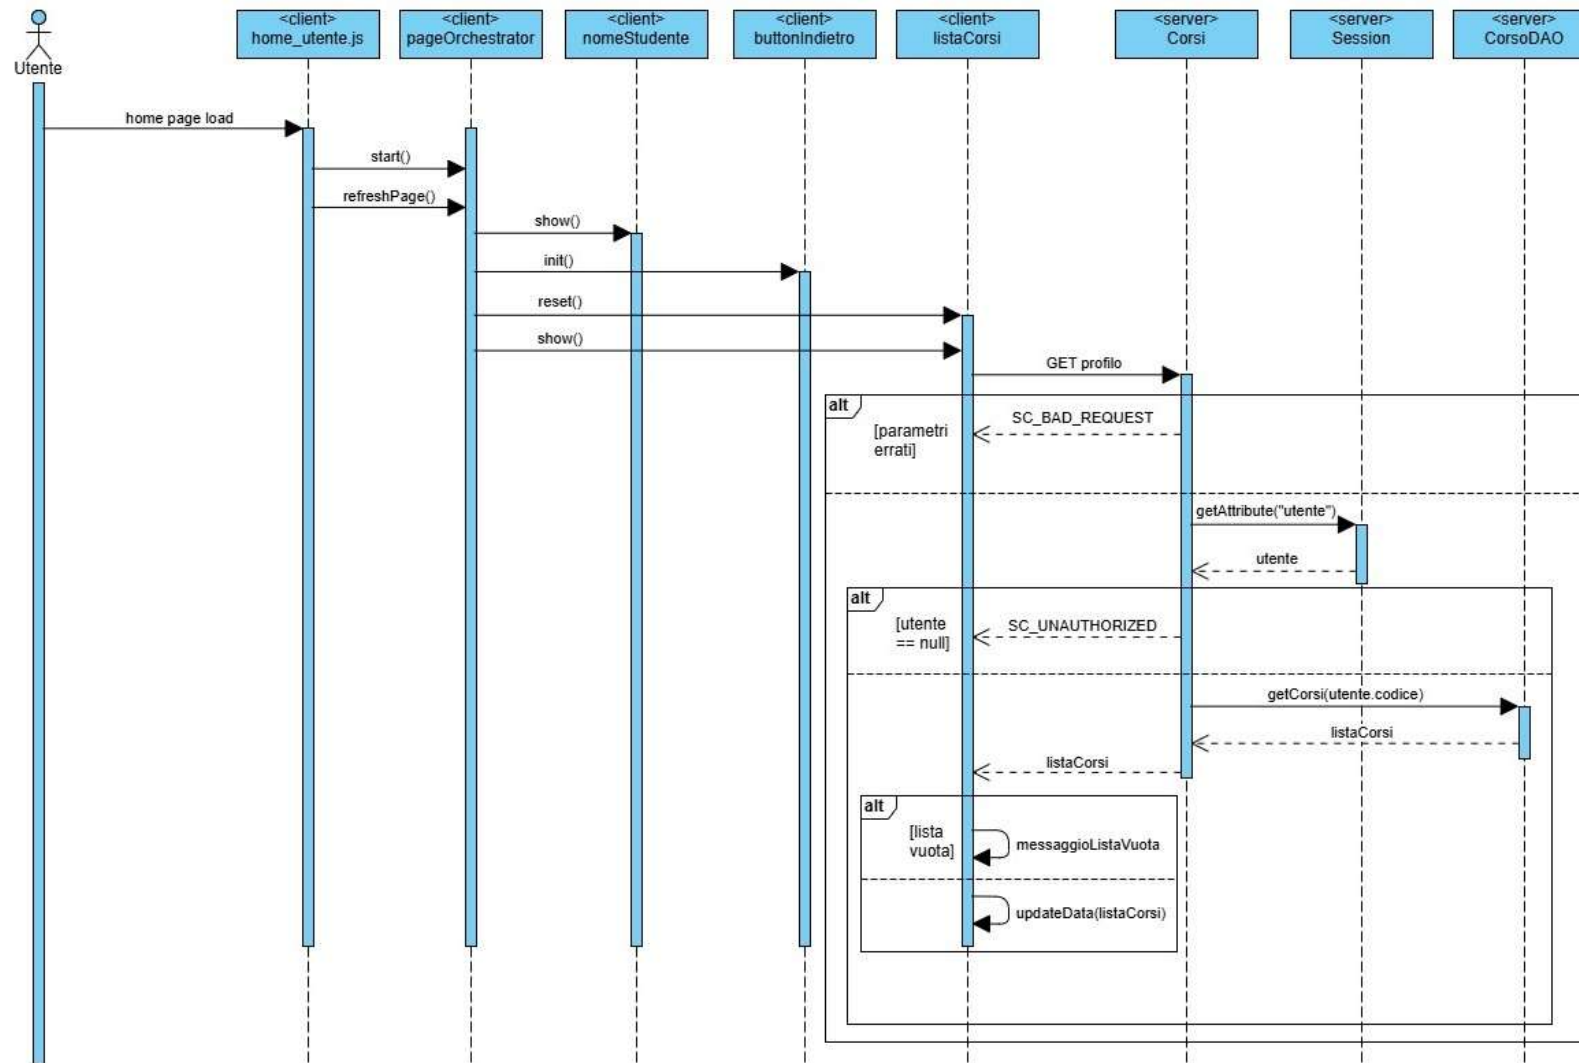 Utente
<client>
home_utente.js
<client>
pageOrchestrator
<client>
nomeStudente
<client>
buttonIndietro
<client>
listaCorsi
<server>
Corsi
<server>
Session
<server>
CorsoDAO
home page load
start()
refreshPage()
show()
init()
reset()
show()
GET profilo
alt
[parametri
errati]
SC_BAD_REQUEST
getAttribute("utente")
utente
alt
[utente
== null]
SC_UNAUTHORIZED
getCorsi(utente.codice)
listaCorsi
listaCorsi
alt
[lista
vuota]
messaggioListaVuota
updateData(listaCorsi)